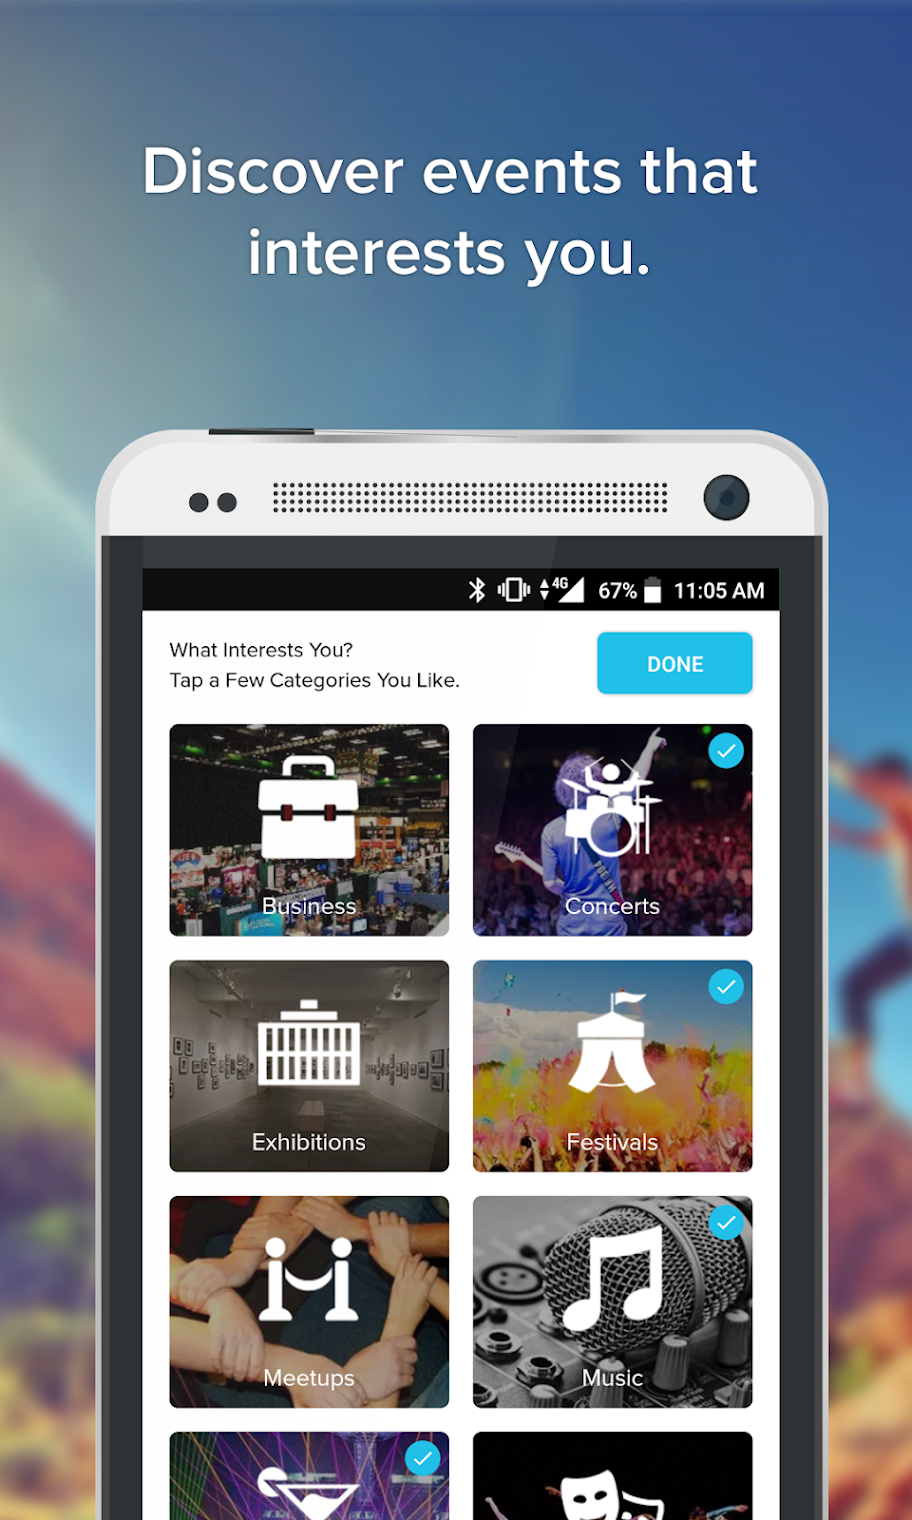 Discover events that
interests you.
4G 67% 11:05 AM
What Interests You?
Tap a Few Categories You Like.
DONE
Business
Concerts
Exhibitions
Festivals
Meetups
Music